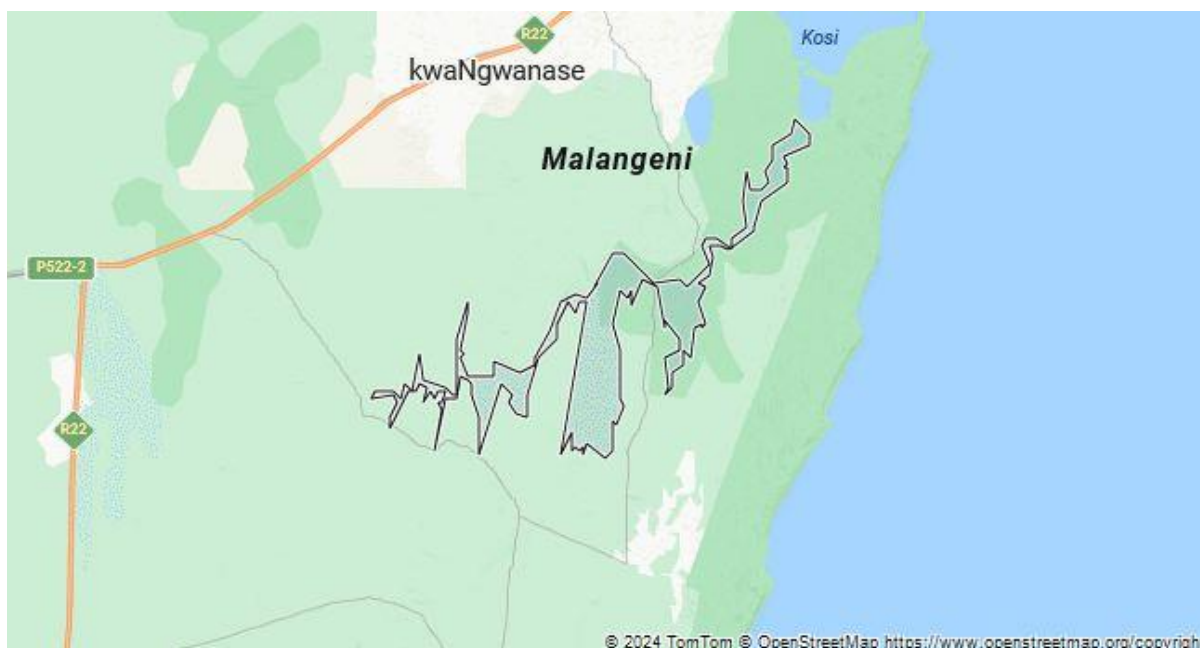 Kosi
R22
kwaNgwanase
Malangeni
P522-2
R22
© 2024 TomTom © OpenStreetMap https://www.openstreetmap.org/copyrigh